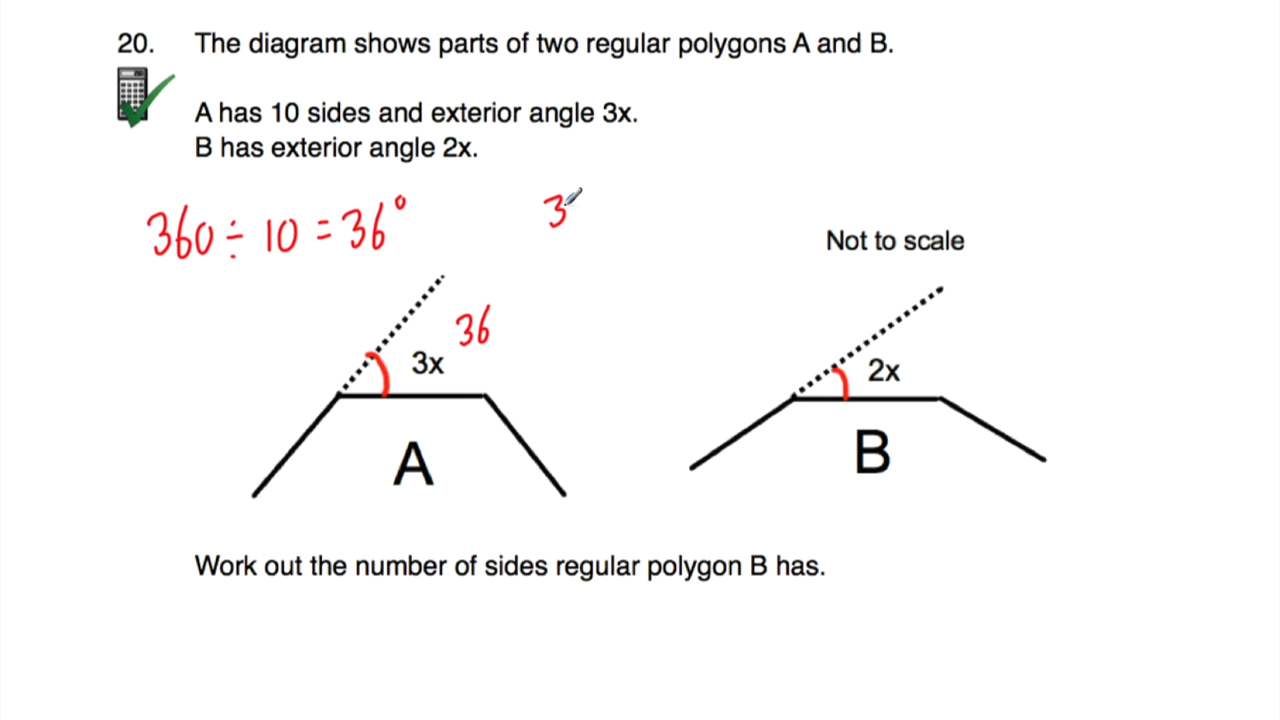 20. The diagram shows parts of two regular polygons A and B.
A has 10 sides and exterior angle 3x.
B has exterior angle 2x.
360 ÷ 10 = 36°
3
Not to scale
36
3x
2x
A
B
Work out the number of sides regular polygon B has.